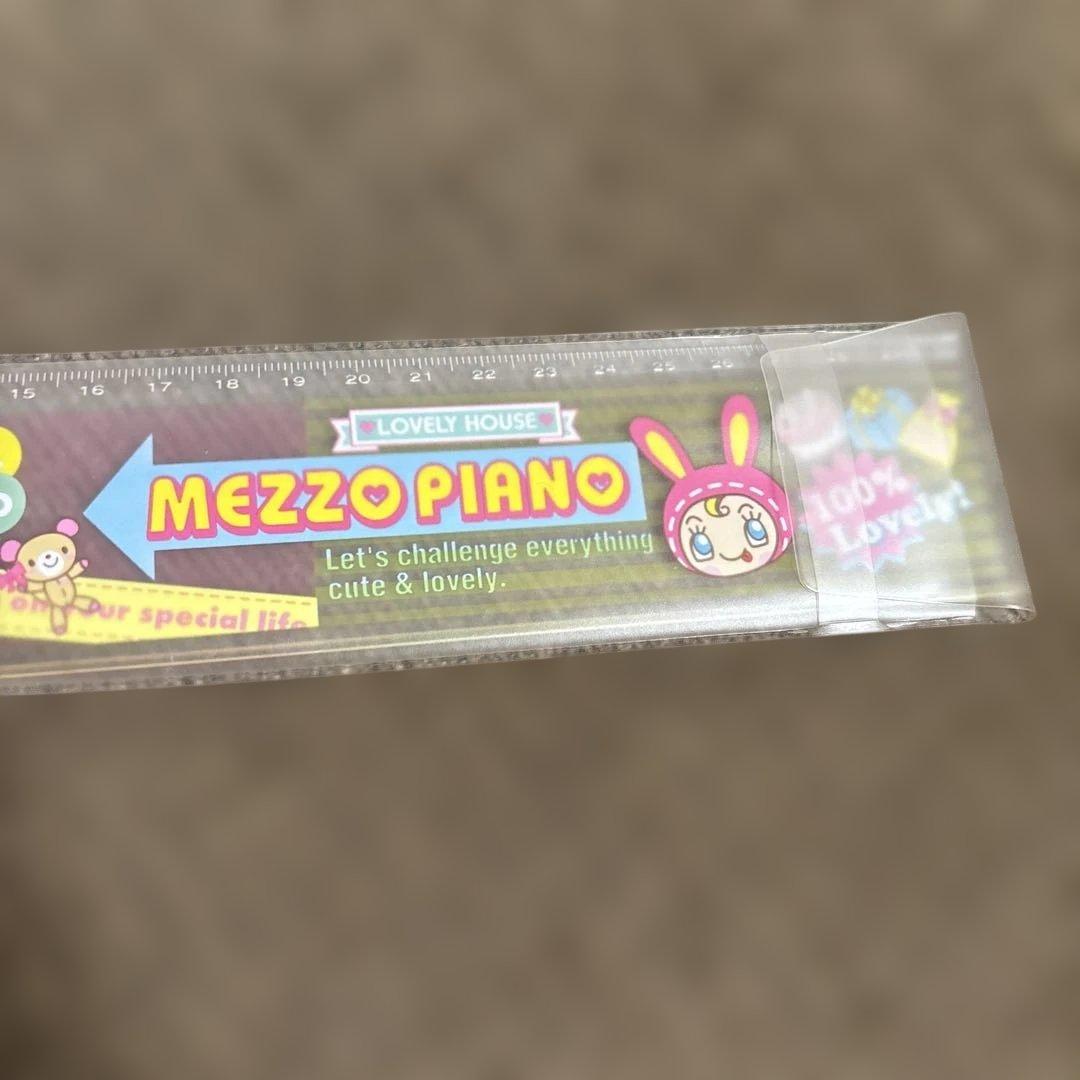 15 16 17 18 19 20 21 22 23 24 25 26
LOVELY HOUSE
MEZZO PIANO
Let's challenge everything
cute & lovely.
special life
100%
Lovely!